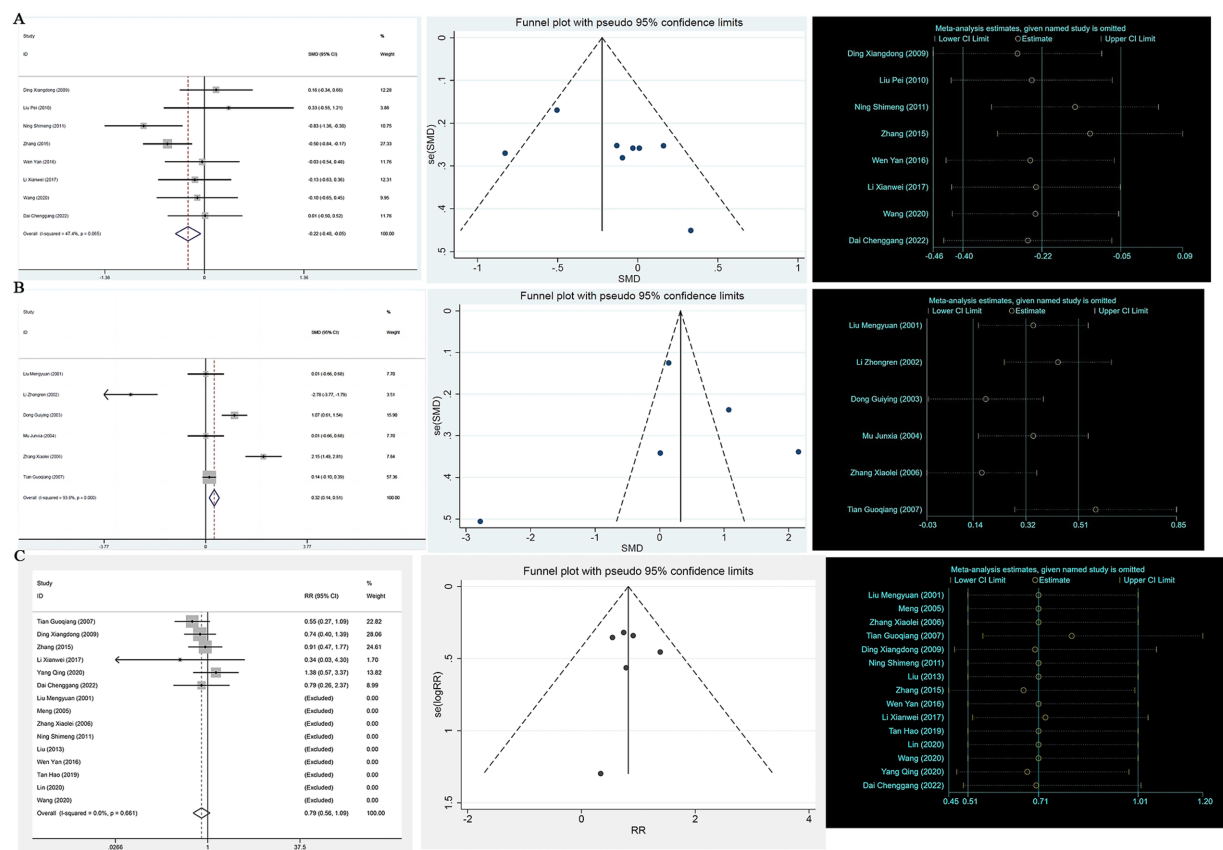 A
Study %
ID SMD (95% CI) Weight
Ding Xiangdong (2009) 0.16 (-0.34, 0.66) 12.28
Liu Pei (2010) 0.33 (-0.55, 1.21) 3.86
Ning Shimeng (2011) -0.83 (-1.36, -0.30) 10.75
Zhang (2015) -0.50 (-0.84, -0.17) 27.33
Wen Yan (2016) -0.03 (-0.54, 0.48) 11.76
Li Xianwei (2017) -0.13 (-0.63, 0.36) 12.31
Wang (2020) -0.10 (-0.65, 0.45) 9.95
Dai Chenggang (2022) 0.01 (-0.50, 0.52) 11.76
Overall (I-squared = 47.4%, p = 0.065) -0.22 (-0.40, -0.05) 100.00
-1.36 0 1.36
Funnel plot with pseudo 95% confidence limits
se(SMD)
0
.1
.2
.3
.4
.5
-1 -.5 0 .5 1
SMD
Meta-analysis estimates, given named study is omitted
Lower CI Limit Estimate Upper CI Limit
Ding Xiangdong (2009)
Liu Pei (2010)
Ning Shimeng (2011)
Zhang (2015)
Wen Yan (2016)
Li Xianwei (2017)
Wang (2020)
Dai Chenggang (2022)
-0.46 -0.40 -0.22 -0.05 0.09
B
Study %
ID SMD (95% CI) Weight
Liu Mengyuan (2001) 0.01 (-0.66, 0.68) 7.70
Li Zhongren (2002) -2.78 (-3.77, -1.79) 3.51
Dong Guiying (2003) 1.07 (0.61, 1.54) 15.90
Mu Junxia (2004) 0.01 (-0.66, 0.68) 7.70
Zhang Xiaolei (2006) 2.15 (1.49, 2.81) 7.84
Tian Guoqiang (2007) 0.14 (-0.10, 0.39) 57.36
Overall (I-squared = 93.6%, p = 0.000) 0.32 (0.14, 0.51) 100.00
-3.77 0 3.77
Funnel plot with pseudo 95% confidence limits
se(SMD)
0
.1
.2
.3
.4
.5
-3 -2 -1 0 1 2
SMD
Meta-analysis estimates, given named study is omitted
Lower CI Limit Estimate Upper CI Limit
Liu Mengyuan (2001)
Li Zhongren (2002)
Dong Guiying (2003)
Mu Junxia (2004)
Zhang Xiaolei (2006)
Tian Guoqiang (2007)
-0.03 0.14 0.32 0.51 0.85
C
Study %
ID RR (95% CI) Weight
Tian Guoqiang (2007) 0.55 (0.27, 1.09) 22.82
Ding Xiangdong (2009) 0.74 (0.40, 1.39) 28.06
Zhang (2015) 0.91 (0.47, 1.77) 24.61
Li Xianwei (2017) 0.34 (0.03, 4.30) 1.70
Yang Qing (2020) 1.38 (0.57, 3.37) 13.82
Dai Chenggang (2022) 0.79 (0.26, 2.37) 8.99
Liu Mengyuan (2001) (Excluded) 0.00
Meng (2005) (Excluded) 0.00
Zhang Xiaolei (2006) (Excluded) 0.00
Ning Shimeng (2011) (Excluded) 0.00
Liu (2013) (Excluded) 0.00
Wen Yan (2016) (Excluded) 0.00
Tan Hao (2019) (Excluded) 0.00
Lin (2020) (Excluded) 0.00
Wang (2020) (Excluded) 0.00
Overall (I-squared = 0.0%, p = 0.661) 0.79 (0.56, 1.09) 100.00
.0266 1 37.5
Funnel plot with pseudo 95% confidence limits
se(logRR)
0
.5
1
1.5
-2 0 2 4
RR
Meta-analysis estimates, given named study is omitted
Lower CI Limit Estimate Upper CI Limit
Liu Mengyuan (2001)
Meng (2005)
Zhang Xiaolei (2006)
Tian Guoqiang (2007)
Ding Xiangdong (2009)
Ning Shimeng (2011)
Liu (2013)
Zhang (2015)
Wen Yan (2016)
Li Xianwei (2017)
Tan Hao (2019)
Lin (2020)
Wang (2020)
Yang Qing (2020)
Dai Chenggang (2022)
0.45 0.51 0.71 1.01 1.20